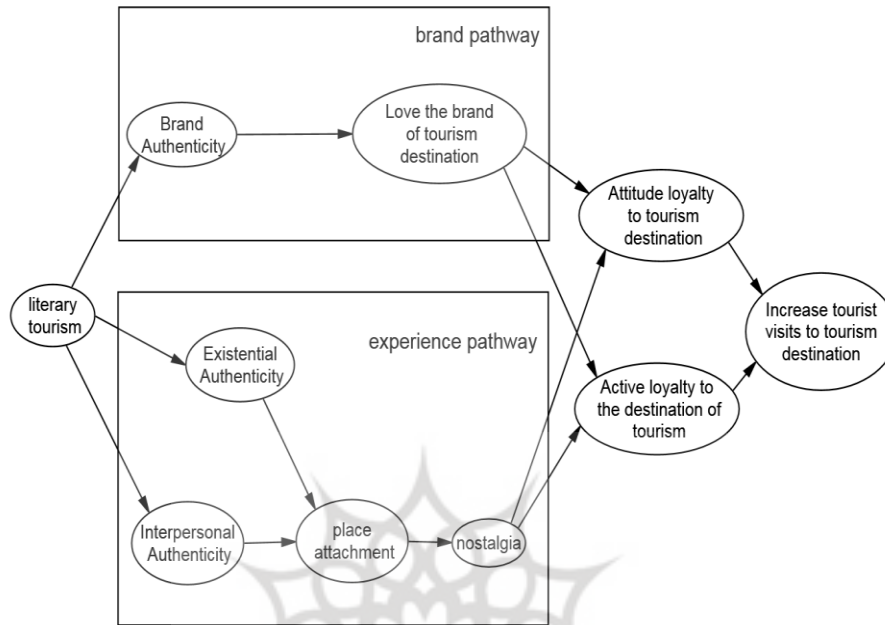 brand pathway
Brand
Authenticity
Love the brand
of tourism
destination
Attitude loyalty
to tourism
destination
literary
tourism
experience pathway
Existential
Authenticity
Increase tourist
visits to tourism
destination
Active loyalty to
the destination of
tourism
Interpersonal
Authenticity
place
attachment
nostalgia